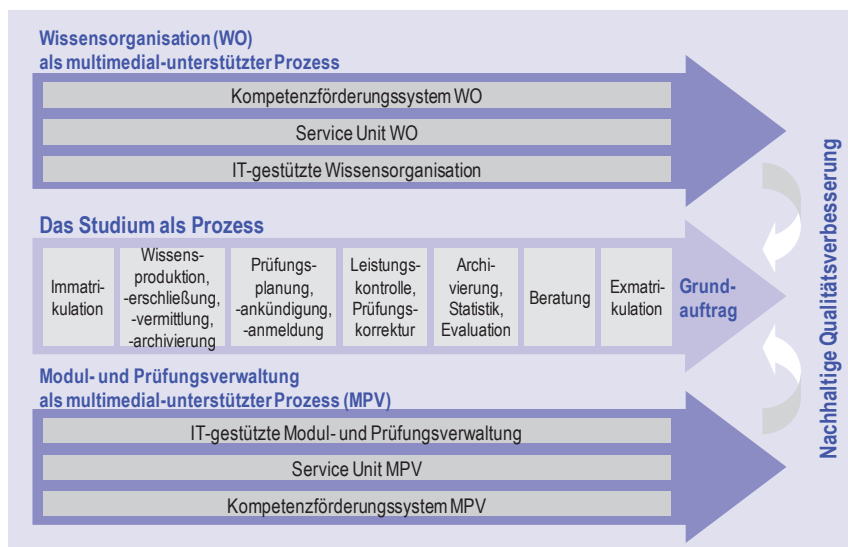 Wissensorganisation (WO)
als multimedial-unterstützter Prozess
Kompetenzförderungssystem WO
Service Unit WO
IT-gestützte Wissensorganisation
Das Studium als Prozess
Immatri-
kulation
Wissens-
produktion,
-erschließung,
-vermittlung,
-archivierung
Prüfungs-
planung,
-ankündigung,
-anmeldung
Leistungs-
kontrolle,
Prüfungs-
korrektur
Archi-
vierung,
Statistik,
Evaluation
Beratung
Exmatri-
kulation
Grund-
auftrag
Modul- und Prüfungsverwaltung
als multimedial-unterstützter Prozess (MPV)
IT-gestützte Modul- und Prüfungsverwaltung
Service Unit MPV
Kompetenzförderungssystem MPV
Nachhaltige Qualitätsverbesserung